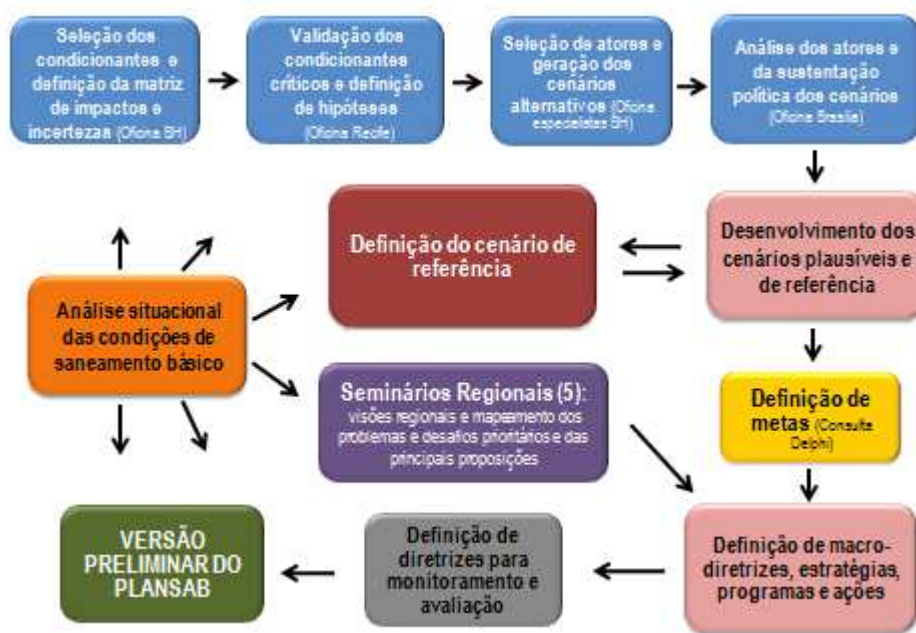 Seleção dos
condicionantes e
definição da matriz
de impactos e
incertezas (Oficina BH)
Validação dos
condicionantes
críticos e definição
de hipóteses
(Oficina Recife)
Seleção de atores e
geração dos
cenários
alternativos (Oficina
especialistas BH)
Análise dos atores e
da sustentação
política dos cenários
(Oficina Brasília)
Definição do cenário de
referência
Desenvolvimento dos
cenários plausíveis e
de referência
Análise situacional
das condições de
saneamento básico
Seminários Regionais (5):
visões regionais e mapeamento dos
problemas e desafios prioritários e das
principais proposições
Definição de
metas (Consulta
Delphi)
VERSÃO
PRELIMINAR DO
PLANSAB
Definição de
diretrizes para
monitoramento e
avaliação
Definição de macro-
diretrizes, estratégias,
programas e ações